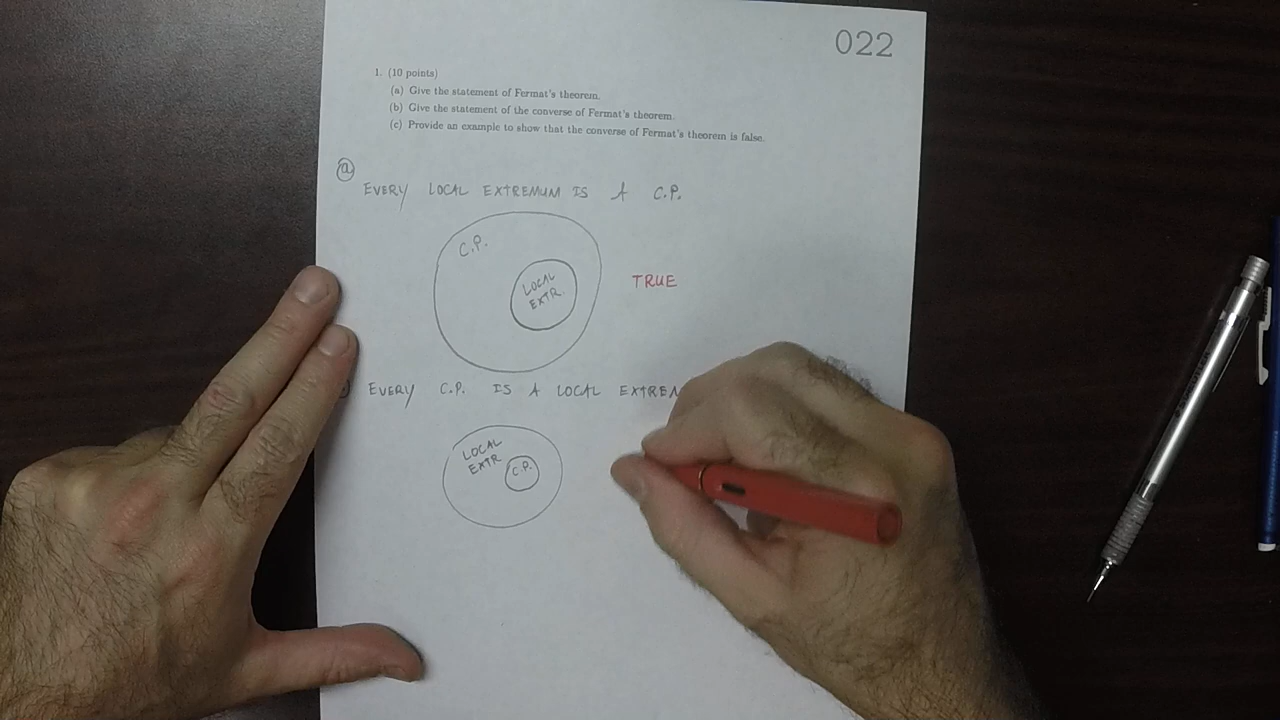 022
1. (10 points)
(a) Give the statement of Fermat's theorem.
(b) Give the statement of the converse of Fermat's theorem.
(c) Provide an example to show that the converse of Fermat's theorem is false.
a
EVERY LOCAL EXTREMUM IS A C.P.
C.P.
LOCAL
EXTR.
TRUE
EVERY C.P. IS A LOCAL
LOCAL
EXTR
C.P.